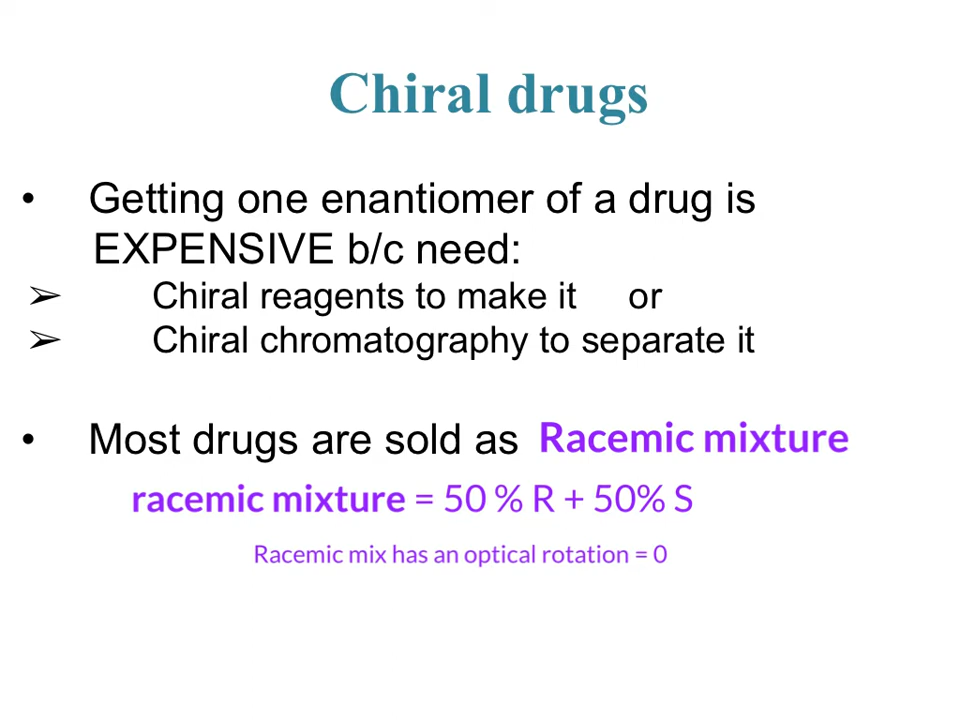 Chiral drugs
• Getting one enantiomer of a drug is
EXPENSIVE b/c need:
➢ Chiral reagents to make it or
➢ Chiral chromatography to separate it
• Most drugs are sold as Racemic mixture
racemic mixture = 50 % R + 50% S
Racemic mix has an optical rotation = 0